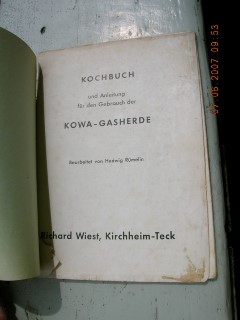 KOCHBUCH
und Anleitung
für den Gebrauch der
KOWA-GASHERDE
Bearbeitet von Hedwig
Richard Wiest, Kirchheim-Teck
07 06 2007 09:53